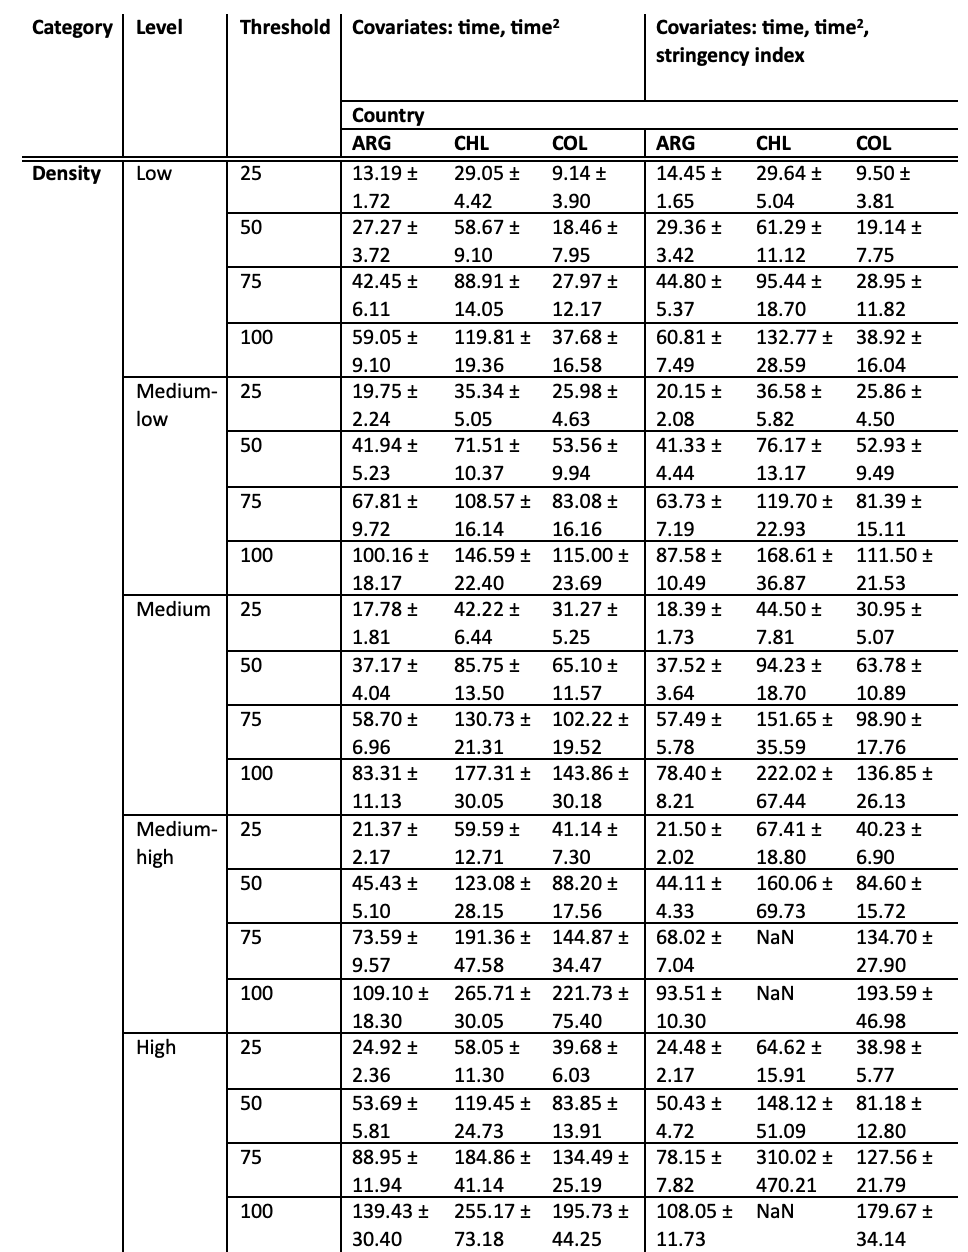 Category Level Threshold Covariates: time, time² Covariates: time, time²,
stringency index
Country
ARG CHL COL ARG CHL COL
Density Low 25 13.19 ± 29.05 ± 9.14 ± 14.45 ± 29.64 ± 9.50 ±
1.72 4.42 3.90 1.65 5.04 3.81
50 27.27 ± 58.67 ± 18.46 ± 29.36 ± 61.29 ± 19.14 ±
3.72 9.10 7.95 3.42 11.12 7.75
75 42.45 ± 88.91 ± 27.97 ± 44.80 ± 95.44 ± 28.95 ±
6.11 14.05 12.17 5.37 18.70 11.82
100 59.05 ± 119.81 ± 37.68 ± 60.81 ± 132.77 ± 38.92 ±
9.10 19.36 16.58 7.49 28.59 16.04
Medium- 25 19.75 ± 35.34 ± 25.98 ± 20.15 ± 36.58 ± 25.86 ±
low 2.24 5.05 4.63 2.08 5.82 4.50
50 41.94 ± 71.51 ± 53.56 ± 41.33 ± 76.17 ± 52.93 ±
5.23 10.37 9.94 4.44 13.17 9.49
75 67.81 ± 108.57 ± 83.08 ± 63.73 ± 119.70 ± 81.39 ±
9.72 16.14 16.16 7.19 22.93 15.11
100 100.16 ± 146.59 ± 115.00 ± 87.58 ± 168.61 ± 111.50 ±
18.17 22.40 23.69 10.49 36.87 21.53
Medium 25 17.78 ± 42.22 ± 31.27 ± 18.39 ± 44.50 ± 30.95 ±
1.81 6.44 5.25 1.73 7.81 5.07
50 37.17 ± 85.75 ± 65.10 ± 37.52 ± 94.23 ± 63.78 ±
4.04 13.50 11.57 3.64 18.70 10.89
75 58.70 ± 130.73 ± 102.22 ± 57.49 ± 151.65 ± 98.90 ±
6.96 21.31 19.52 5.78 35.59 17.76
100 83.31 ± 177.31 ± 143.86 ± 78.40 ± 222.02 ± 136.85 ±
11.13 30.05 30.18 8.21 67.44 26.13
Medium- 25 21.37 ± 59.59 ± 41.14 ± 21.50 ± 67.41 ± 40.23 ±
high 2.17 12.71 7.30 2.02 18.80 6.90
50 45.43 ± 123.08 ± 88.20 ± 44.11 ± 160.06 ± 84.60 ±
5.10 28.15 17.56 4.33 69.73 15.72
75 73.59 ± 191.36 ± 144.87 ± 68.02 ± NaN 134.70 ±
9.57 47.58 34.47 7.04 27.90
100 109.10 ± 265.71 ± 221.73 ± 93.51 ± NaN 193.59 ±
18.30 30.05 75.40 10.30 46.98
High 25 24.92 ± 58.05 ± 39.68 ± 24.48 ± 64.62 ± 38.98 ±
2.36 11.30 6.03 2.17 15.91 5.77
50 53.69 ± 119.45 ± 83.85 ± 50.43 ± 148.12 ± 81.18 ±
5.81 24.73 13.91 4.72 51.09 12.80
75 88.95 ± 184.86 ± 134.49 ± 78.15 ± 310.02 ± 127.56 ±
11.94 41.14 25.19 7.82 470.21 21.79
100 139.43 ± 255.17 ± 195.73 ± 108.05 ± NaN 179.67 ±
30.40 73.18 44.25 11.73 34.14